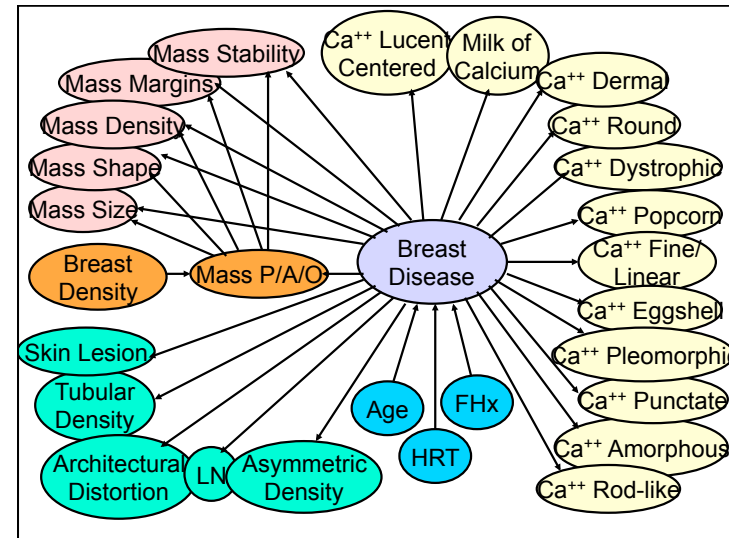 Mass Stability
Mass Margins
Mass Density
Mass Shape
Mass Size
Breast
Density
Mass P/A/O
Ca⁺⁺ Lucent
Centered
Milk of
Calcium
Ca⁺⁺ Dermal
Ca⁺⁺ Round
Ca⁺⁺ Dystrophic
Ca⁺⁺ Popcorn
Ca⁺⁺ Fine/
Linear
Ca⁺⁺ Eggshell
Ca⁺⁺ Pleomorphic
Ca⁺⁺ Punctate
Ca⁺⁺ Amorphous
Ca⁺⁺ Rod-like
Breast
Disease
Skin Lesion
Tubular
Density
Architectural
Distortion
LN
Asymmetric
Density
Age
HRT
FHx